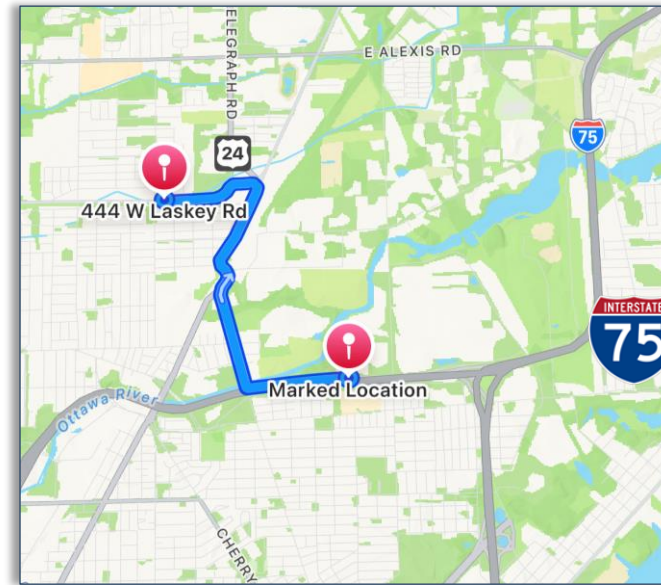 ELEGRAPH RD
E ALEXIS RD
24
75
444 W Laskey Rd
INTERSTATE
75
Marked Location
Ottawa River
CHERRY